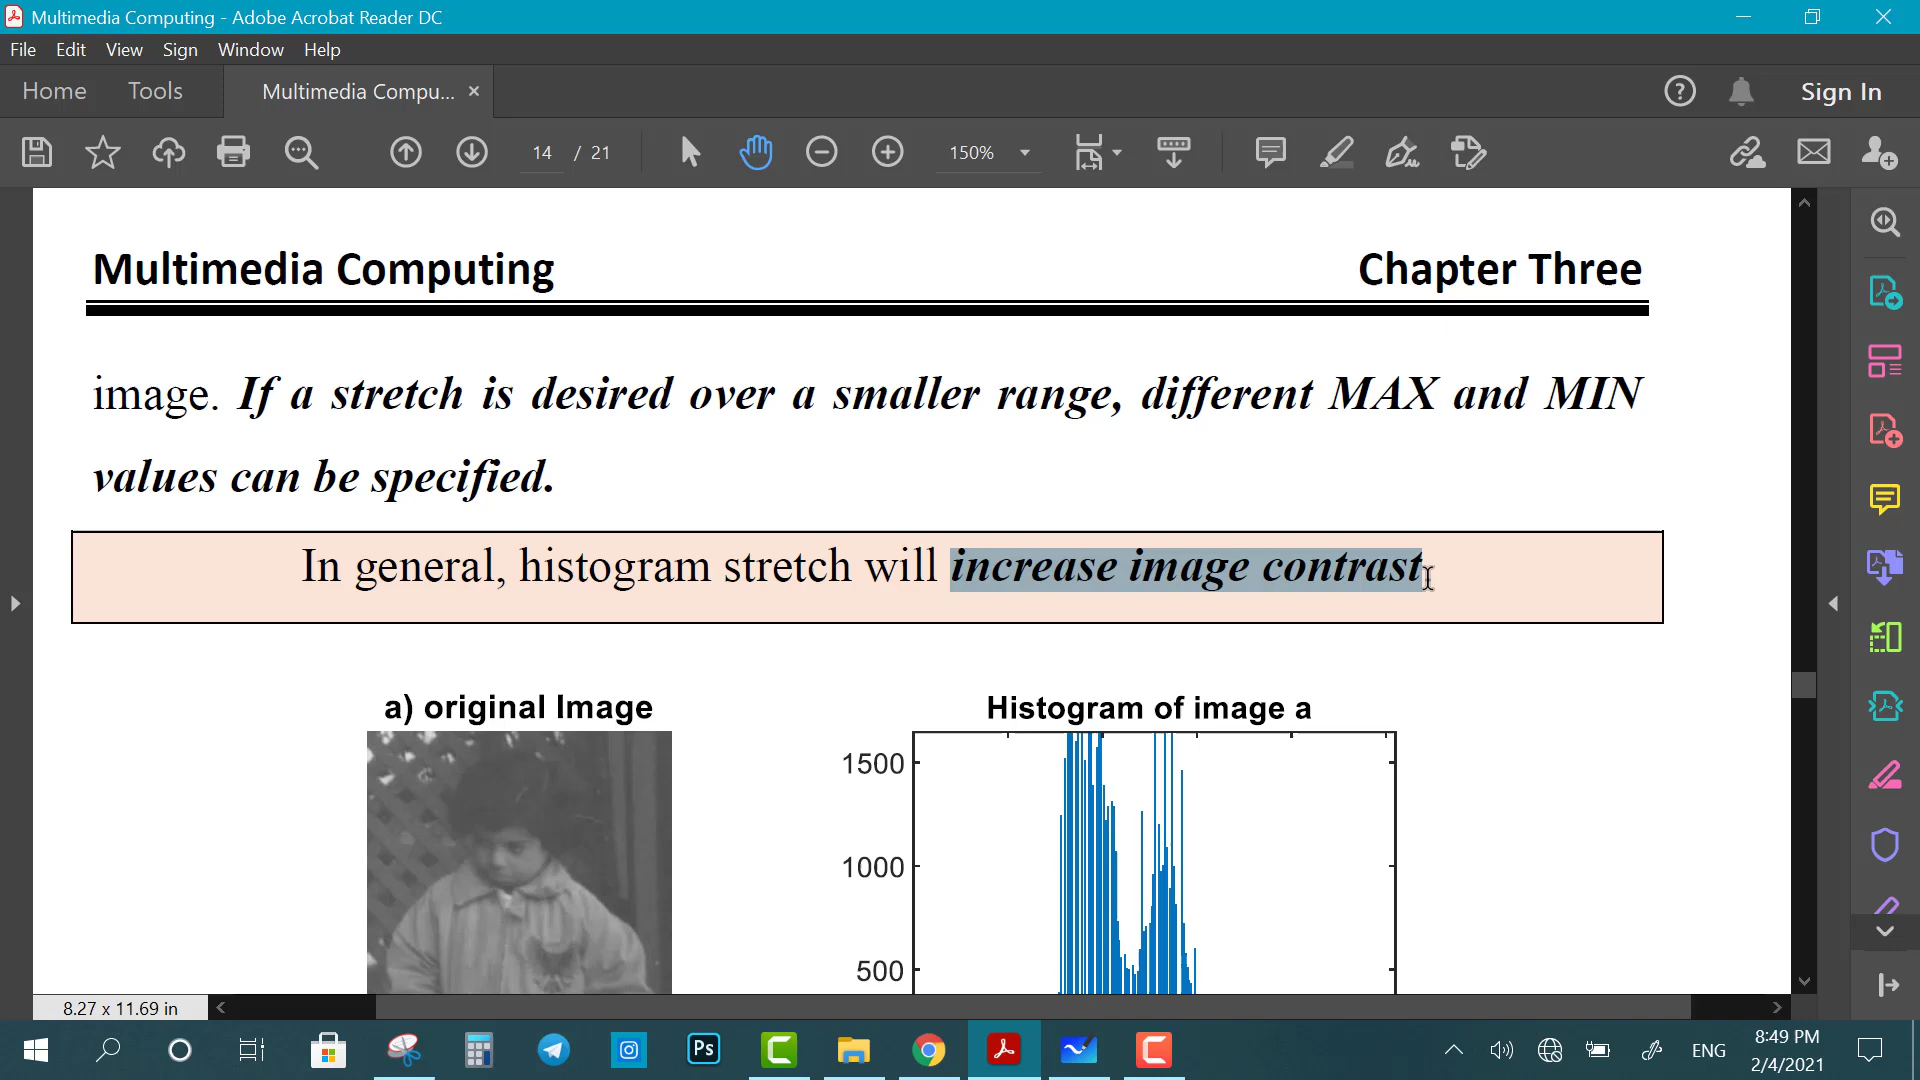 Multimedia Computing - Adobe Acrobat Reader DC
File Edit View Sign Window Help
Home Tools Multimedia Compu... × Sign In
14 / 21 150%
Multimedia Computing Chapter Three
image. If a stretch is desired over a smaller range, different MAX and MIN
values can be specified.
In general, histogram stretch will increase image contrast.
a) original Image Histogram of image a
1500
1000
500
8.27 x 11.69 in
Ps
ENG
8:49 PM
2/4/2021